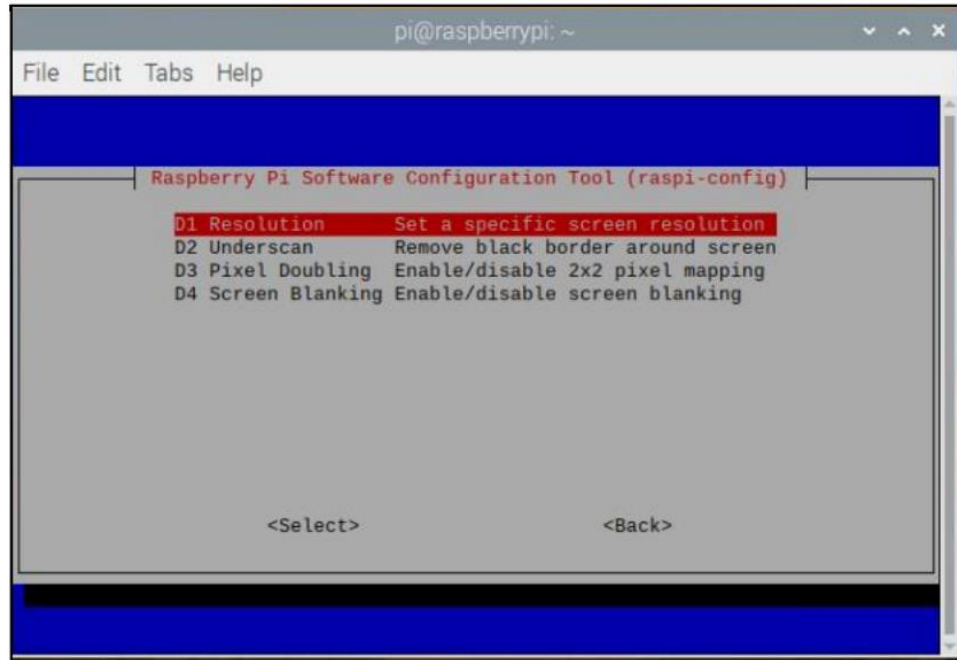 pi@raspberrypi: ~
File Edit Tabs Help
Raspberry Pi Software Configuration Tool (raspi-config)
D1 Resolution Set a specific screen resolution
D2 Underscan Remove black border around screen
D3 Pixel Doubling Enable/disable 2x2 pixel mapping
D4 Screen Blanking Enable/disable screen blanking
<Select> <Back>